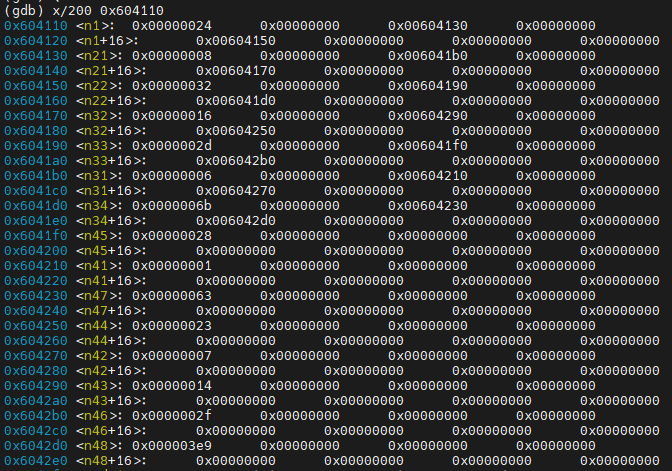 (gdb) x/200 0x604110
0x604110 <n1>: 0x00000024 0x00000000 0x00604130 0x00000000
0x604120 <n1+16>: 0x00604150 0x00000000 0x00000000 0x00000000
0x604130 <n21>: 0x00000008 0x00000000 0x006041b0 0x00000000
0x604140 <n21+16>: 0x00604170 0x00000000 0x00000000 0x00000000
0x604150 <n22>: 0x00000032 0x00000000 0x00604190 0x00000000
0x604160 <n22+16>: 0x006041d0 0x00000000 0x00000000 0x00000000
0x604170 <n32>: 0x00000016 0x00000000 0x00604290 0x00000000
0x604180 <n32+16>: 0x00604250 0x00000000 0x00000000 0x00000000
0x604190 <n33>: 0x0000002d 0x00000000 0x006041f0 0x00000000
0x6041a0 <n33+16>: 0x006042b0 0x00000000 0x00000000 0x00000000
0x6041b0 <n31>: 0x00000006 0x00000000 0x00604210 0x00000000
0x6041c0 <n31+16>: 0x00604270 0x00000000 0x00000000 0x00000000
0x6041d0 <n34>: 0x0000006b 0x00000000 0x00604230 0x00000000
0x6041e0 <n34+16>: 0x006042d0 0x00000000 0x00000000 0x00000000
0x6041f0 <n45>: 0x00000028 0x00000000 0x00000000 0x00000000
0x604200 <n45+16>: 0x00000000 0x00000000 0x00000000 0x00000000
0x604210 <n41>: 0x00000001 0x00000000 0x00000000 0x00000000
0x604220 <n41+16>: 0x00000000 0x00000000 0x00000000 0x00000000
0x604230 <n47>: 0x00000063 0x00000000 0x00000000 0x00000000
0x604240 <n47+16>: 0x00000000 0x00000000 0x00000000 0x00000000
0x604250 <n44>: 0x00000023 0x00000000 0x00000000 0x00000000
0x604260 <n44+16>: 0x00000000 0x00000000 0x00000000 0x00000000
0x604270 <n42>: 0x00000007 0x00000000 0x00000000 0x00000000
0x604280 <n42+16>: 0x00000000 0x00000000 0x00000000 0x00000000
0x604290 <n43>: 0x00000014 0x00000000 0x00000000 0x00000000
0x6042a0 <n43+16>: 0x00000000 0x00000000 0x00000000 0x00000000
0x6042b0 <n46>: 0x0000002f 0x00000000 0x00000000 0x00000000
0x6042c0 <n46+16>: 0x00000000 0x00000000 0x00000000 0x00000000
0x6042d0 <n48>: 0x000003e9 0x00000000 0x00000000 0x00000000
0x6042e0 <n48+16>: 0x00000000 0x00000000 0x00000000 0x00000000